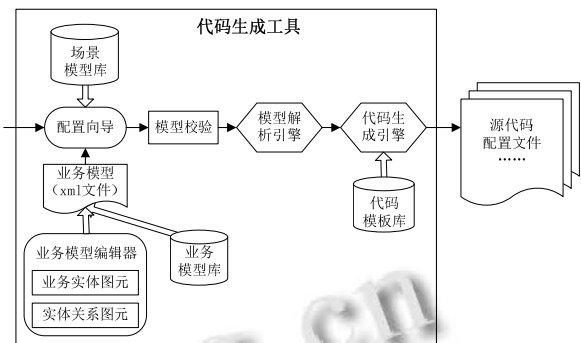 代码生成工具
场景
模型库
配置向导
模型校验
模型解
析引擎
代码生
成引擎
源代码
配置文件
……
业务模型
(xml文件)
代码
模板库
业务模型编辑器
业务实体图元
实体关系图元
业务
模型库
cn